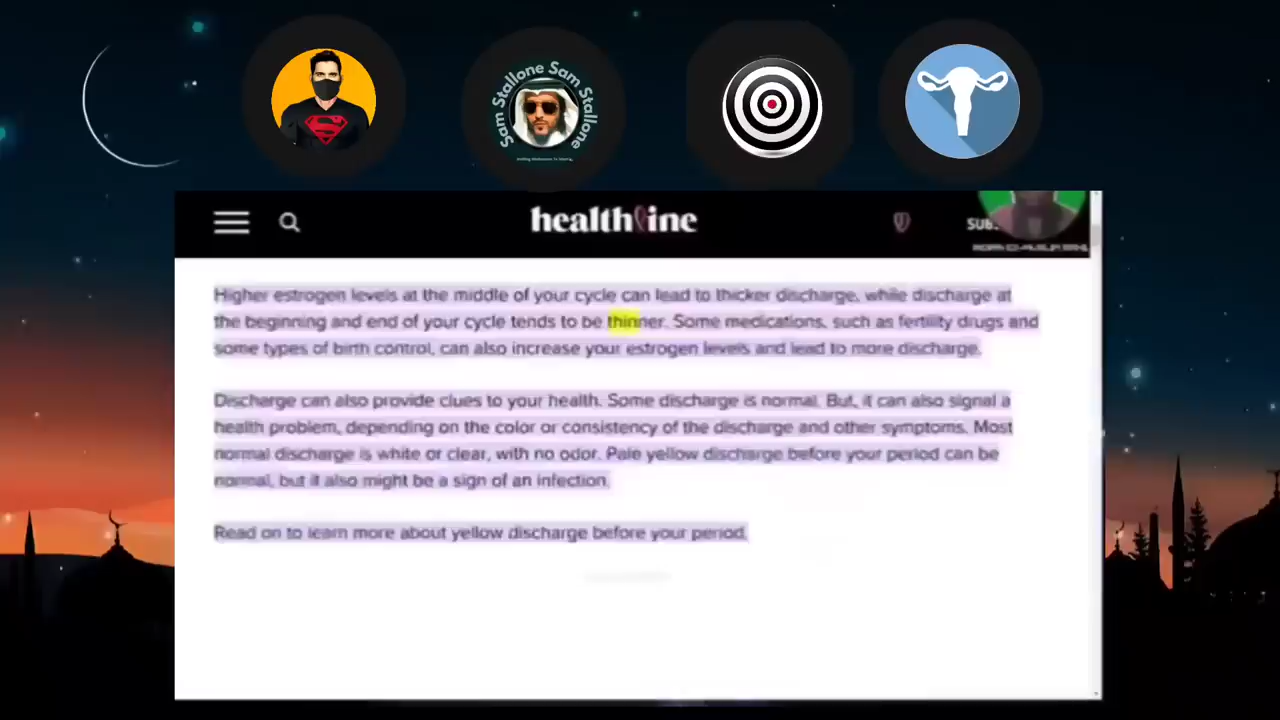 Sam Stallone Sam Stallone
healthline
SUB
Higher estrogen levels at the middle of your cycle can lead to thicker discharge, while discharge at
the beginning and end of your cycle tends to be thinner. Some medications, such as fertility drugs and
some types of birth control, can also increase your estrogen levels and lead to more discharge.
Discharge can also provide clues to your health. Some discharge is normal. But, it can also signal a
health problem, depending on the color or consistency of the discharge and other symptoms. Most
normal discharge is white or clear, with no odor. Pale yellow discharge before your period can be
normal, but it also might be a sign of an infection.
Read on to learn more about yellow discharge before your period.